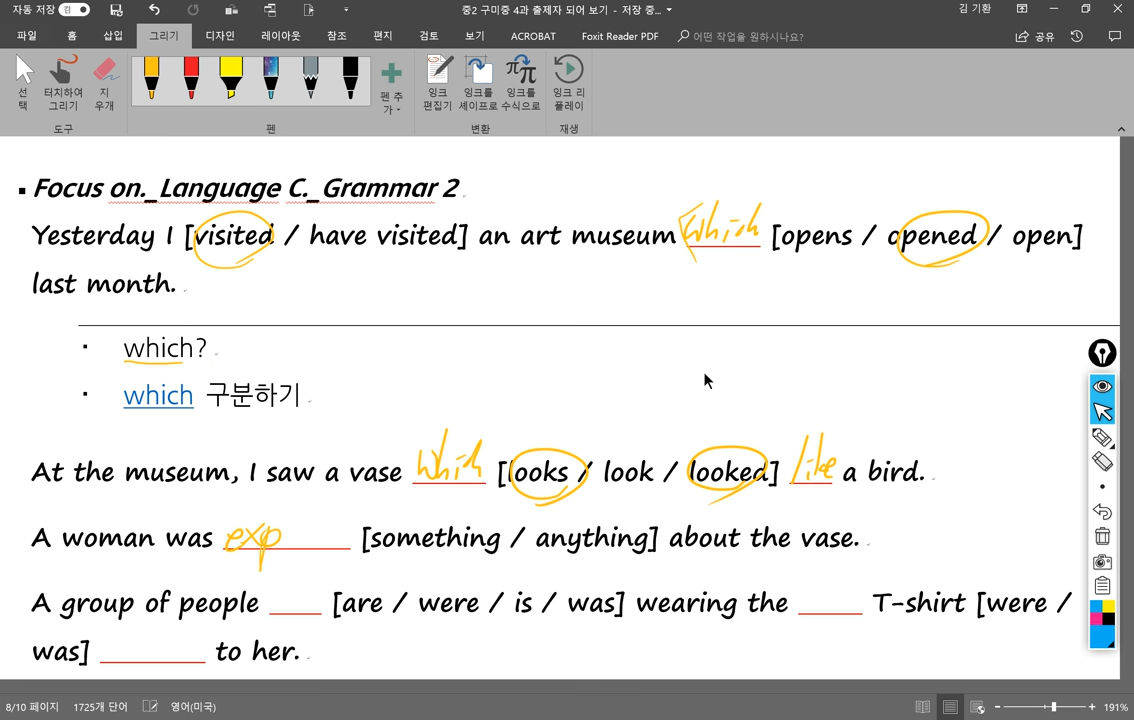 자동 저장 컴 중2 구미중 4과 출제자 되어 보기 - 저장 중... 김 기환
파일 홈 삽입 그리기 디자인 레이아웃 참조 편지 검토 보기 ACROBAT Foxit Reader PDF 어떤 작업을 원하시나요? 공유
선택 터치하여 그리기 지우개 펜 추가 잉크 편집기 잉크를 셰이프로 잉크를 수식으로 잉크 리플레이
도구 펜 변환 재생
▪ Focus on._Language C._Grammar 2
Yesterday I [visited / have visited] an art museum which [opens / opened / open]
last month.
· which?
· which 구분하기
At the museum, I saw a vase which [looks / look / looked] like a bird.
A woman was exp [something / anything] about the vase.
A group of people ____ [are / were / is / was] wearing the ____ T-shirt [were /
was] ________ to her.
8/10 페이지 1725개 단어 영어(미국) 191%